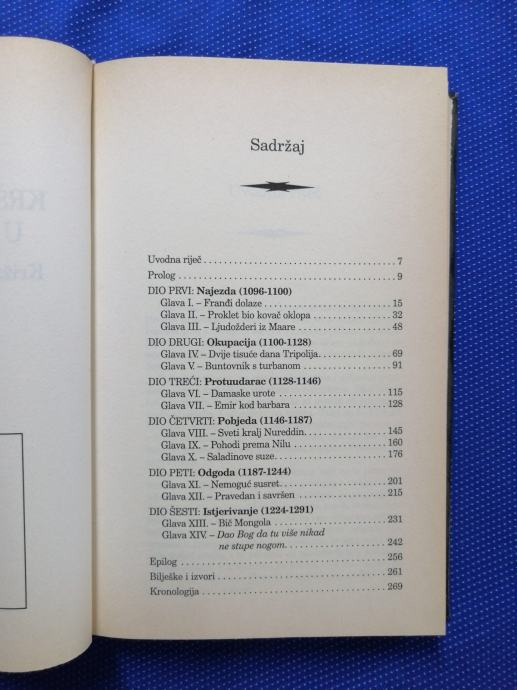 KRŠ
U
Križa
Sadržaj
Uvodna riječ 7
Prolog 9
DIO PRVI: Najezda (1096-1100)
Glava I. – Franđi dolaze 15
Glava II. – Proklet bio kovač oklopa 32
Glava III. – Ljudožderi iz Maare 48
DIO DRUGI: Okupacija (1100-1128)
Glava IV. – Dvije tisuće dana Tripolija. 69
Glava V. – Buntovnik s turbanom 91
DIO TREĆI: Protuudarac (1128-1146)
Glava VI. – Damaske urote 115
Glava VII. – Emir kod barbara 128
DIO ČETVRTI: Pobjeda (1146-1187)
Glava VIII. – Sveti kralj Nureddin. 145
Glava IX. – Pohodi prema Nilu 160
Glava X. – Saladinove suze. 176
DIO PETI: Odgoda (1187-1244)
Glava XI. – Nemoguć susret. 201
Glava XII. – Pravedan i savršen 215
DIO ŠESTI: Istjerivanje (1224-1291)
Glava XIII. – Bič Mongola 231
Glava XIV. – Dao Bog da tu više nikad
ne stupe nogom. 242
Epilog 256
Bilješke i izvori 261
Kronologija 269